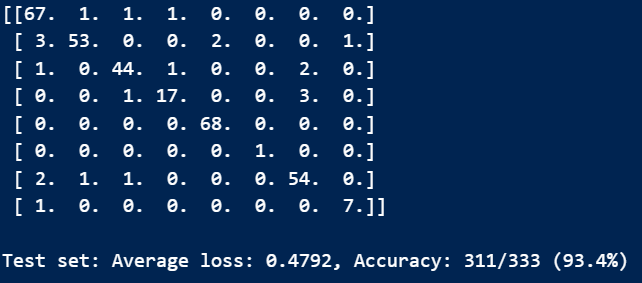 [[67. 1. 1. 1. 0. 0. 0. 0.]
[ 3. 53. 0. 0. 2. 0. 0. 1.]
[ 1. 0. 44. 1. 0. 0. 2. 0.]
[ 0. 0. 1. 17. 0. 0. 3. 0.]
[ 0. 0. 0. 0. 68. 0. 0. 0.]
[ 0. 0. 0. 0. 0. 1. 0. 0.]
[ 2. 1. 1. 0. 0. 0. 54. 0.]
[ 1. 0. 0. 0. 0. 0. 0. 7.]]
Test set: Average loss: 0.4792, Accuracy: 311/333 (93.4%)